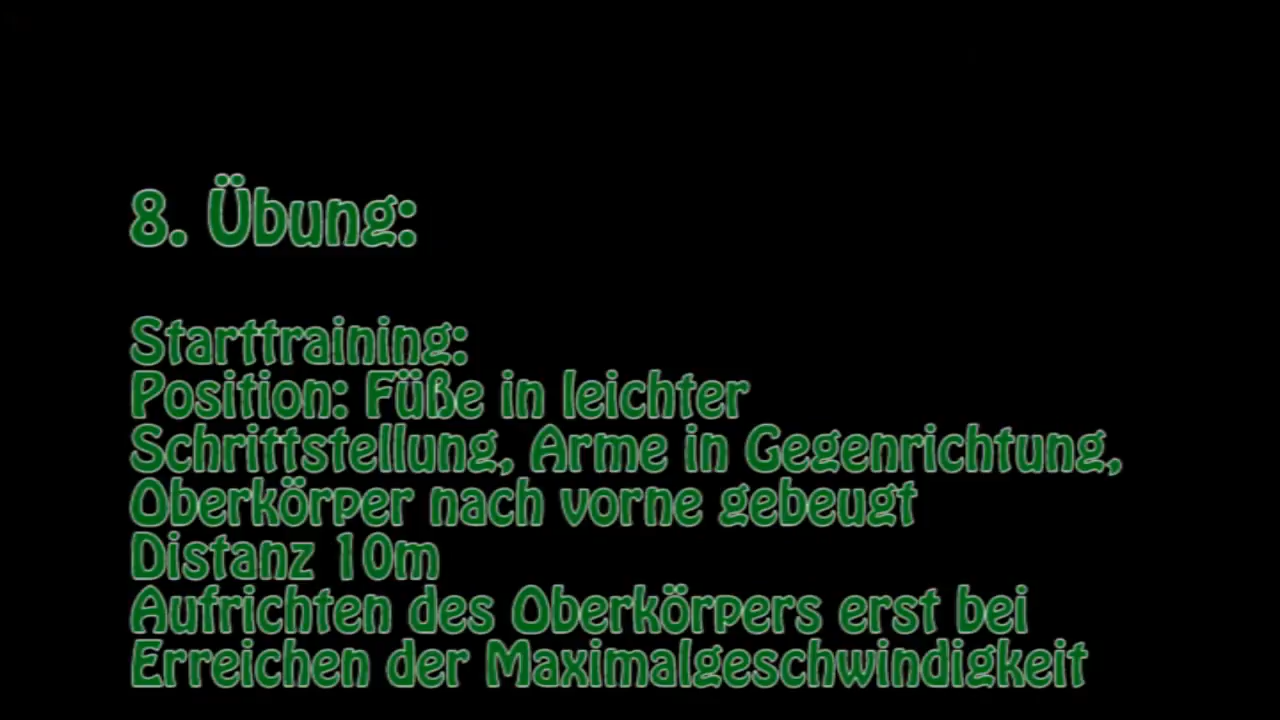 8. Übung:
Starttraining:
Position: Füße in leichter
Schrittstellung, Arme in Gegenrichtung,
Oberkörper nach vorne gebeugt
Distanz 10m
Aufrichten des Oberkörpers erst bei
Erreichen der Maximalgeschwindigkeit